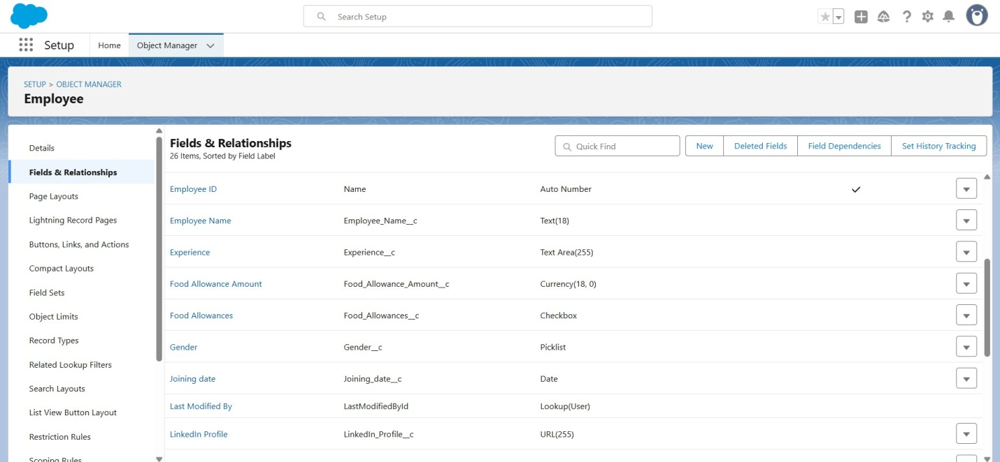 Search Setup
Setup
Home
Object Manager
SETUP > OBJECT MANAGER
Employee
Details
Fields & Relationships
Page Layouts
Lightning Record Pages
Buttons, Links, and Actions
Compact Layouts
Field Sets
Object Limits
Record Types
Related Lookup Filters
Search Layouts
List View Button Layout
Restriction Rules
Scoping Rules
Fields & Relationships
26 Items, Sorted by Field Label
Quick Find
New
Deleted Fields
Field Dependencies
Set History Tracking
Employee ID Name Auto Number
Employee Name Employee_Name__c Text(18)
Experience Experience__c Text Area(255)
Food Allowance Amount Food_Allowance_Amount__c Currency(18, 0)
Food Allowances Food_Allowances__c Checkbox
Gender Gender__c Picklist
Joining date Joining_date__c Date
Last Modified By LastModifiedById Lookup(User)
LinkedIn Profile LinkedIn_Profile__c URL(255)